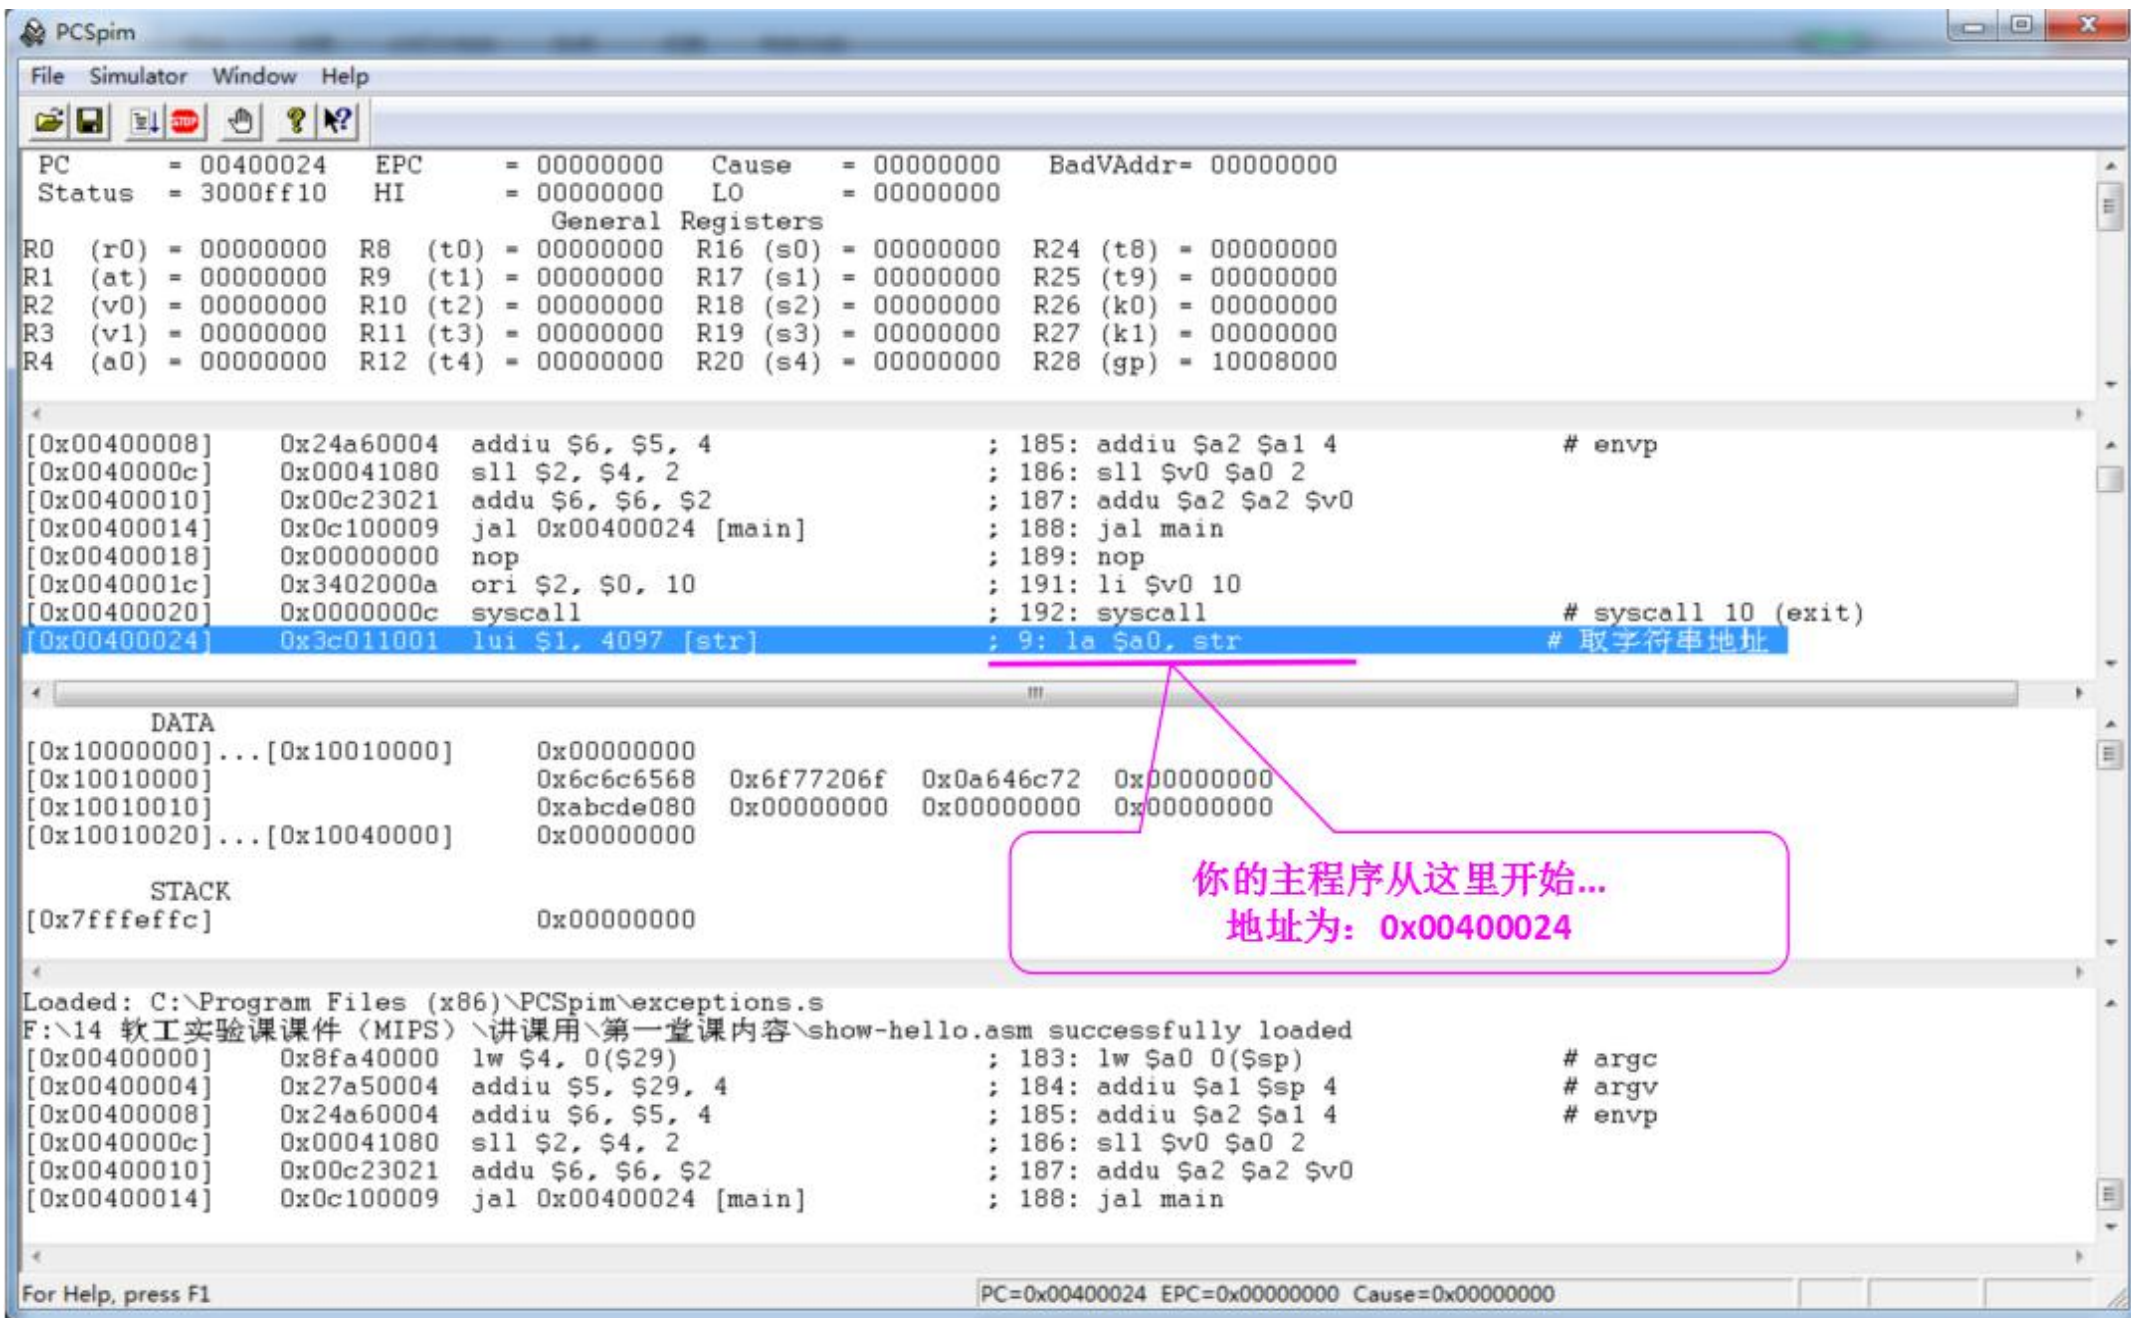 PCSpim
File Simulator Window Help
PC = 00400024 EPC = 00000000 Cause = 00000000 BadVAddr= 00000000
Status = 3000ff10 HI = 00000000 LO = 00000000
General Registers
R0 (r0) = 00000000 R8 (t0) = 00000000 R16 (s0) = 00000000 R24 (t8) = 00000000
R1 (at) = 00000000 R9 (t1) = 00000000 R17 (s1) = 00000000 R25 (t9) = 00000000
R2 (v0) = 00000000 R10 (t2) = 00000000 R18 (s2) = 00000000 R26 (k0) = 00000000
R3 (v1) = 00000000 R11 (t3) = 00000000 R19 (s3) = 00000000 R27 (k1) = 00000000
R4 (a0) = 00000000 R12 (t4) = 00000000 R20 (s4) = 00000000 R28 (gp) = 10008000
[0x00400008] 0x24a60004 addiu $6, $5, 4 ; 185: addiu $a2 $a1 4 # envp
[0x0040000c] 0x00041080 sll $2, $4, 2 ; 186: sll $v0 $a0 2
[0x00400010] 0x00c23021 addu $6, $6, $2 ; 187: addu $a2 $a2 $v0
[0x00400014] 0x0c100009 jal 0x00400024 [main] ; 188: jal main
[0x00400018] 0x00000000 nop ; 189: nop
[0x0040001c] 0x3402000a ori $2, $0, 10 ; 191: li $v0 10
[0x00400020] 0x0000000c syscall ; 192: syscall # syscall 10 (exit)
[0x00400024] 0x3c011001 lui $1, 4097 [str] ; 9: la $a0, str # 取字符串地址
DATA
[0x10000000]...[0x10010000] 0x00000000
[0x10010000] 0x6c6c6568 0x6f77206f 0x0a646c72 0x00000000
[0x10010010] 0xabcde080 0x00000000 0x00000000 0x00000000
[0x10010020]...[0x10040000] 0x00000000
STACK
[0x7fffeffc] 0x00000000
你的主程序从这里开始...
地址为：0x00400024
Loaded: C:\Program Files (x86)\PCSpim\exceptions.s
F:\14 软工实验课课件（MIPS）\讲课用\第一堂课内容\show-hello.asm successfully loaded
[0x00400000] 0x8fa40000 lw $4, 0($29) ; 183: lw $a0 0($sp) # argc
[0x00400004] 0x27a50004 addiu $5, $29, 4 ; 184: addiu $a1 $sp 4 # argv
[0x00400008] 0x24a60004 addiu $6, $5, 4 ; 185: addiu $a2 $a1 4 # envp
[0x0040000c] 0x00041080 sll $2, $4, 2 ; 186: sll $v0 $a0 2
[0x00400010] 0x00c23021 addu $6, $6, $2 ; 187: addu $a2 $a2 $v0
[0x00400014] 0x0c100009 jal 0x00400024 [main] ; 188: jal main
For Help, press F1 PC=0x00400024 EPC=0x00000000 Cause=0x00000000